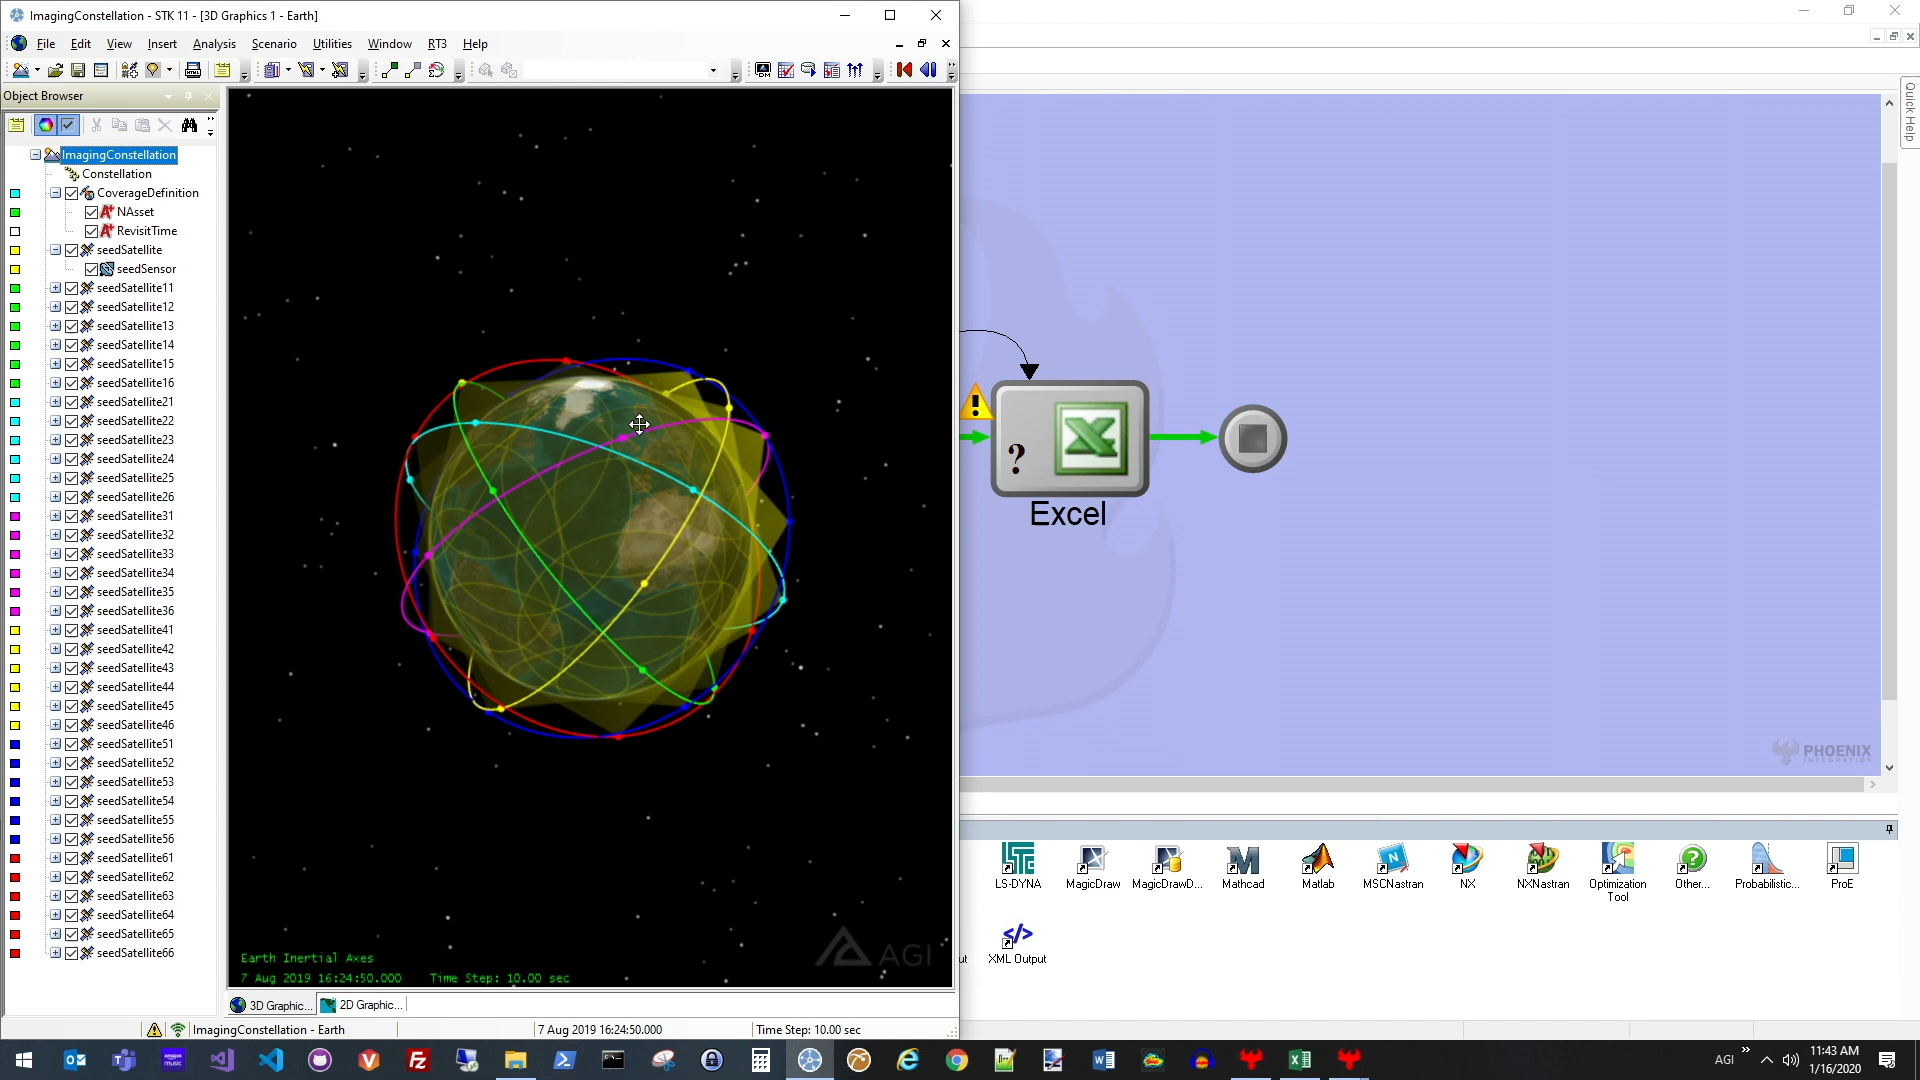 ImagingConstellation - STK 11 - [3D Graphics 1 - Earth]
File Edit View Insert Analysis Scenario Utilities Window RT3 Help
Object Browser
ImagingConstellation
Constellation
CoverageDefinition
NAsset
RevisitTime
seedSatellite
seedSensor
seedSatellite11
seedSatellite12
seedSatellite13
seedSatellite14
seedSatellite15
seedSatellite16
seedSatellite21
seedSatellite22
seedSatellite23
seedSatellite24
seedSatellite25
seedSatellite26
seedSatellite31
seedSatellite32
seedSatellite33
seedSatellite34
seedSatellite35
seedSatellite36
seedSatellite41
seedSatellite42
seedSatellite43
seedSatellite44
seedSatellite45
seedSatellite46
seedSatellite51
seedSatellite52
seedSatellite53
seedSatellite54
seedSatellite55
seedSatellite56
seedSatellite61
seedSatellite62
seedSatellite63
seedSatellite64
seedSatellite65
seedSatellite66
AGI
Earth Inertial Axes
7 Aug 2019 16:24:50.000 Time Step: 10.00 sec
3D Graphic... 2D Graphic...
ImagingConstellation - Earth 7 Aug 2019 16:24:50.000 Time Step: 10.00 sec
Quick Help
?
Excel
PHOENIX
INTEGRATION
LS-DYNA MagicDraw MagicDrawD... Mathcad Matlab MSCNastran NX NXNastran Optimization Tool Other... Probabilistic... ProE
ut XML Output
AGI 11:43 AM
1/16/2020